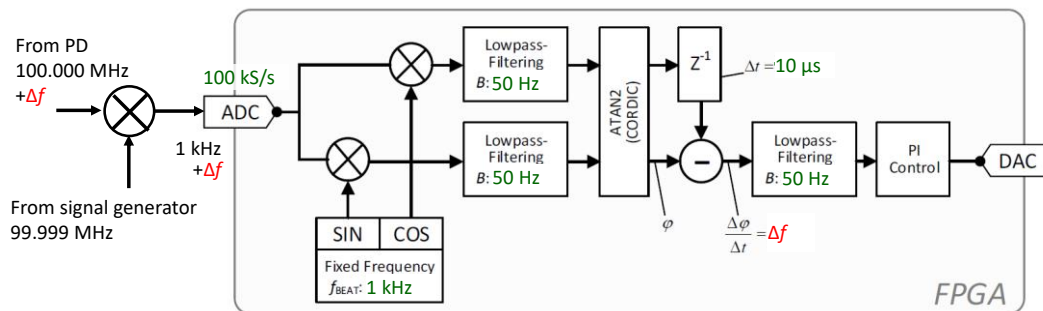 From PD
100.000 MHz
+Δf
From signal generator
99.999 MHz
100 kS/s
ADC
1 kHz
+Δf
SIN
COS
Fixed Frequency
fBEAT: 1 kHz
Lowpass-
Filtering
B: 50 Hz
Lowpass-
Filtering
B: 50 Hz
ATAN2
(CORDIC)
Z-1
Δt = 10 µs
−
φ
Δφ
Δt
=Δf
Lowpass-
Filtering
B: 50 Hz
PI
Control
DAC
FPGA